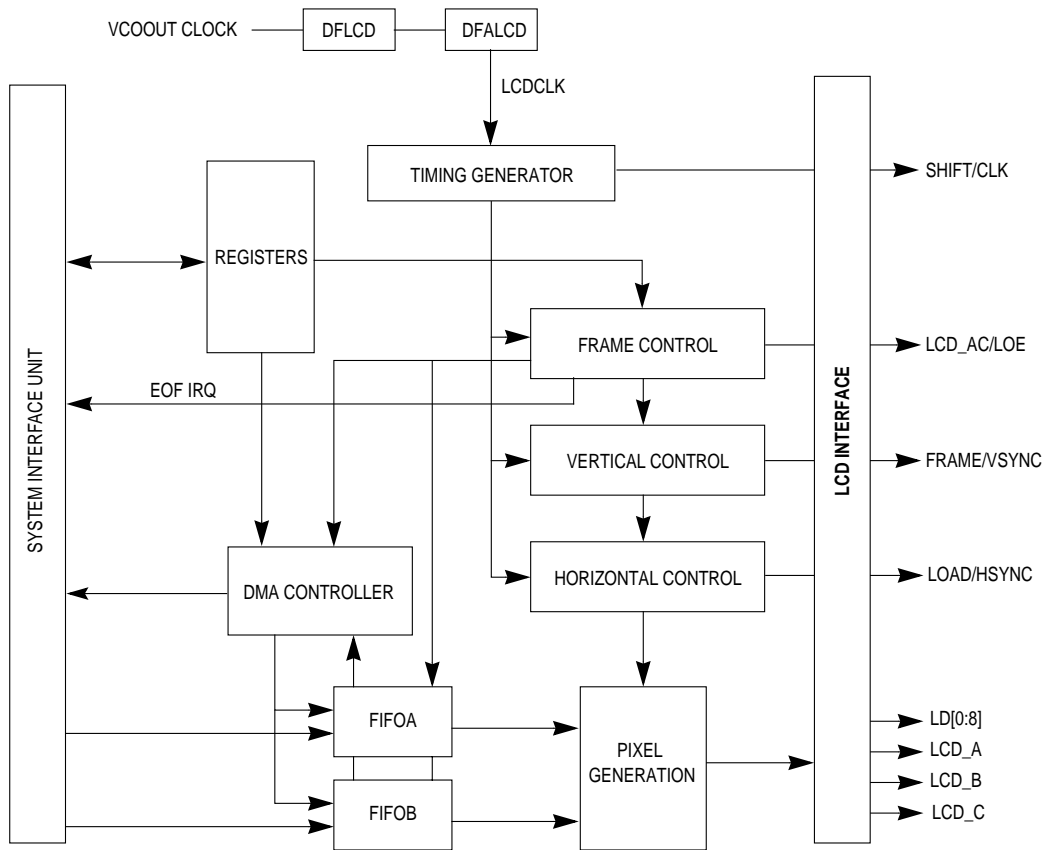 VCOOUT CLOCK
DFLCD
DFALCD
LCDCLK
TIMING GENERATOR
SHIFT/CLK
REGISTERS
FRAME CONTROL
LCD_AC/LOE
EOF IRQ
SYSTEM INTERFACE UNIT
VERTICAL CONTROL
LCD INTERFACE
FRAME/VSYNC
DMA CONTROLLER
HORIZONTAL CONTROL
LOAD/HSYNC
FIFOA
PIXEL
GENERATION
LD[0:8]
LCD_A
LCD_B
LCD_C
FIFOB